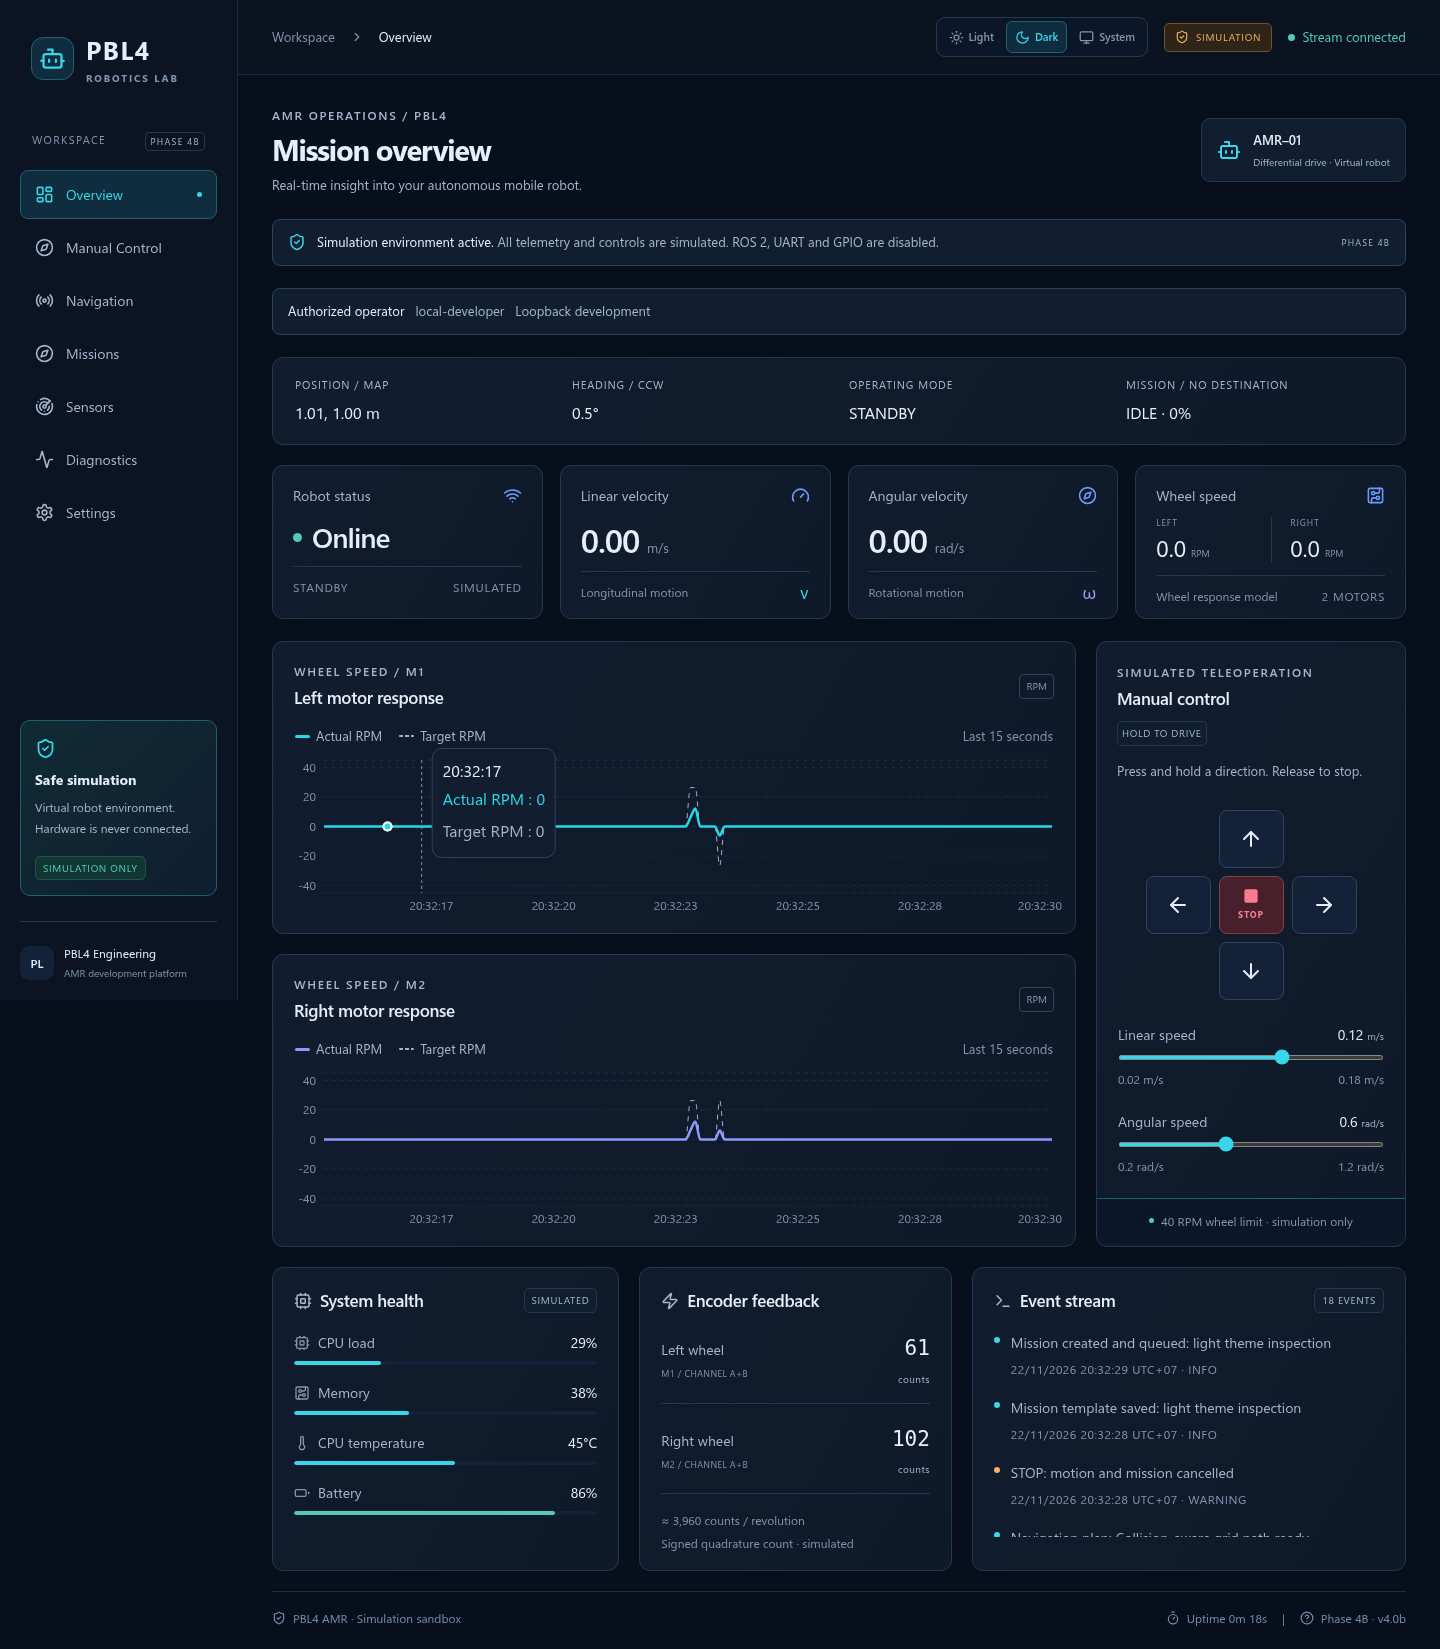 PBL4
ROBOTICS LAB
WORKSPACE
PHASE 4B
Overview
Manual Control
Navigation
Missions
Sensors
Diagnostics
Settings
Safe simulation
Virtual robot environment.
Hardware is never connected.
SIMULATION ONLY
PL
PBL4 Engineering
AMR development platform
Workspace > Overview
Light
Dark
System
SIMULATION
Stream connected
AMR OPERATIONS / PBL4
Mission overview
Real-time insight into your autonomous mobile robot.
AMR–01
Differential drive · Virtual robot
Simulation environment active. All telemetry and controls are simulated. ROS 2, UART and GPIO are disabled.
PHASE 4B
Authorized operator local-developer Loopback development
POSITION / MAP
1.01, 1.00 m
HEADING / CCW
0.5°
OPERATING MODE
STANDBY
MISSION / NO DESTINATION
IDLE · 0%
Robot status
Online
STANDBY SIMULATED
Linear velocity
0.00 m/s
Longitudinal motion v
Angular velocity
0.00 rad/s
Rotational motion ω
Wheel speed
LEFT RIGHT
0.0 RPM 0.0 RPM
Wheel response model 2 MOTORS
WHEEL SPEED / M1
Left motor response
RPM
Actual RPM Target RPM Last 15 seconds
40
20
0
-20
-40
20:32:17
Actual RPM : 0
Target RPM : 0
20:32:17 20:32:20 20:32:23 20:32:25 20:32:28 20:32:30
WHEEL SPEED / M2
Right motor response
RPM
Actual RPM Target RPM Last 15 seconds
40
20
0
-20
-40
20:32:17 20:32:20 20:32:23 20:32:25 20:32:28 20:32:30
SIMULATED TELEOPERATION
Manual control
HOLD TO DRIVE
Press and hold a direction. Release to stop.
STOP
Linear speed 0.12 m/s
0.02 m/s 0.18 m/s
Angular speed 0.6 rad/s
0.2 rad/s 1.2 rad/s
40 RPM wheel limit · simulation only
System health
SIMULATED
CPU load 29%
Memory 38%
CPU temperature 45°C
Battery 86%
Encoder feedback
Left wheel 61
M1 / CHANNEL A+B counts
Right wheel 102
M2 / CHANNEL A+B counts
≈ 3,960 counts / revolution
Signed quadrature count · simulated
Event stream
18 EVENTS
Mission created and queued: light theme inspection
22/11/2026 20:32:29 UTC+07 · INFO
Mission template saved: light theme inspection
22/11/2026 20:32:28 UTC+07 · INFO
STOP: motion and mission cancelled
22/11/2026 20:32:28 UTC+07 · WARNING
Navigation plan: Collision-aware grid path ready
PBL4 AMR · Simulation sandbox
Uptime 0m 18s | Phase 4B · v4.0b